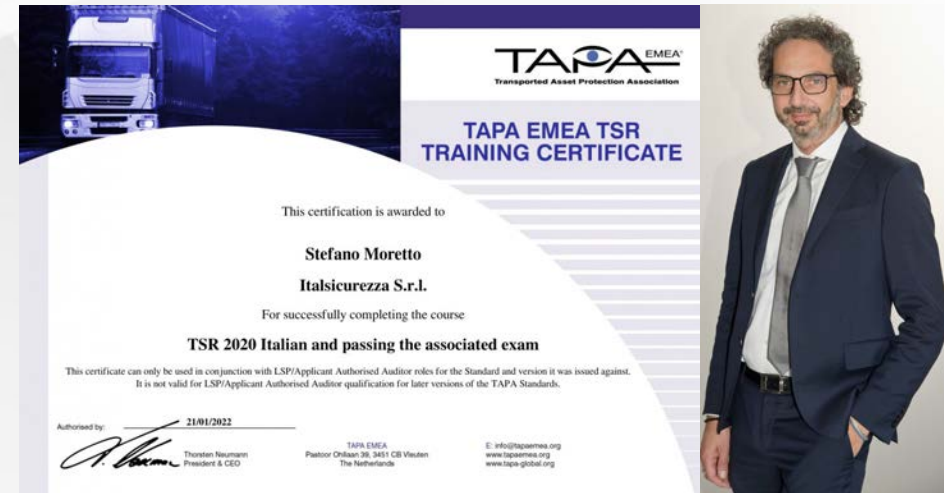 TAPA EMEA
Transported Asset Protection Association
TAPA EMEA TSR
TRAINING CERTIFICATE
This certification is awarded to
Stefano Moretto
Italsicurezza S.r.l.
For successfully completing the course
TSR 2020 Italian and passing the associated exam
This certificate can only be used in conjunction with LSP/Applicant Authorised Auditor roles for the Standard and version it was issued against.
It is not valid for LSP/Applicant Authorised Auditor qualification for later versions of the TAPA Standards.
Authorised by:
21/01/2022
Thorsten Neumann
President & CEO
TAPA EMEA
Pastoor Ohllaan 39, 3451 CB Vleuten
The Netherlands
E: info@tapaemea.org
www.tapaemea.org
www.tapa-global.org